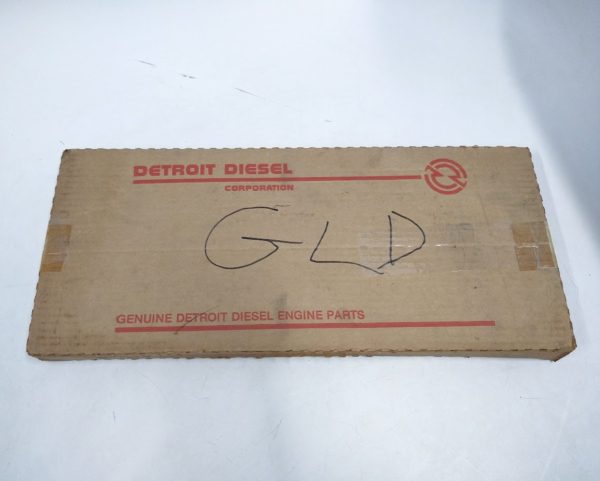 DETROIT DIESEL
CORPORATION
GLD
GENUINE DETROIT DIESEL ENGINE PARTS